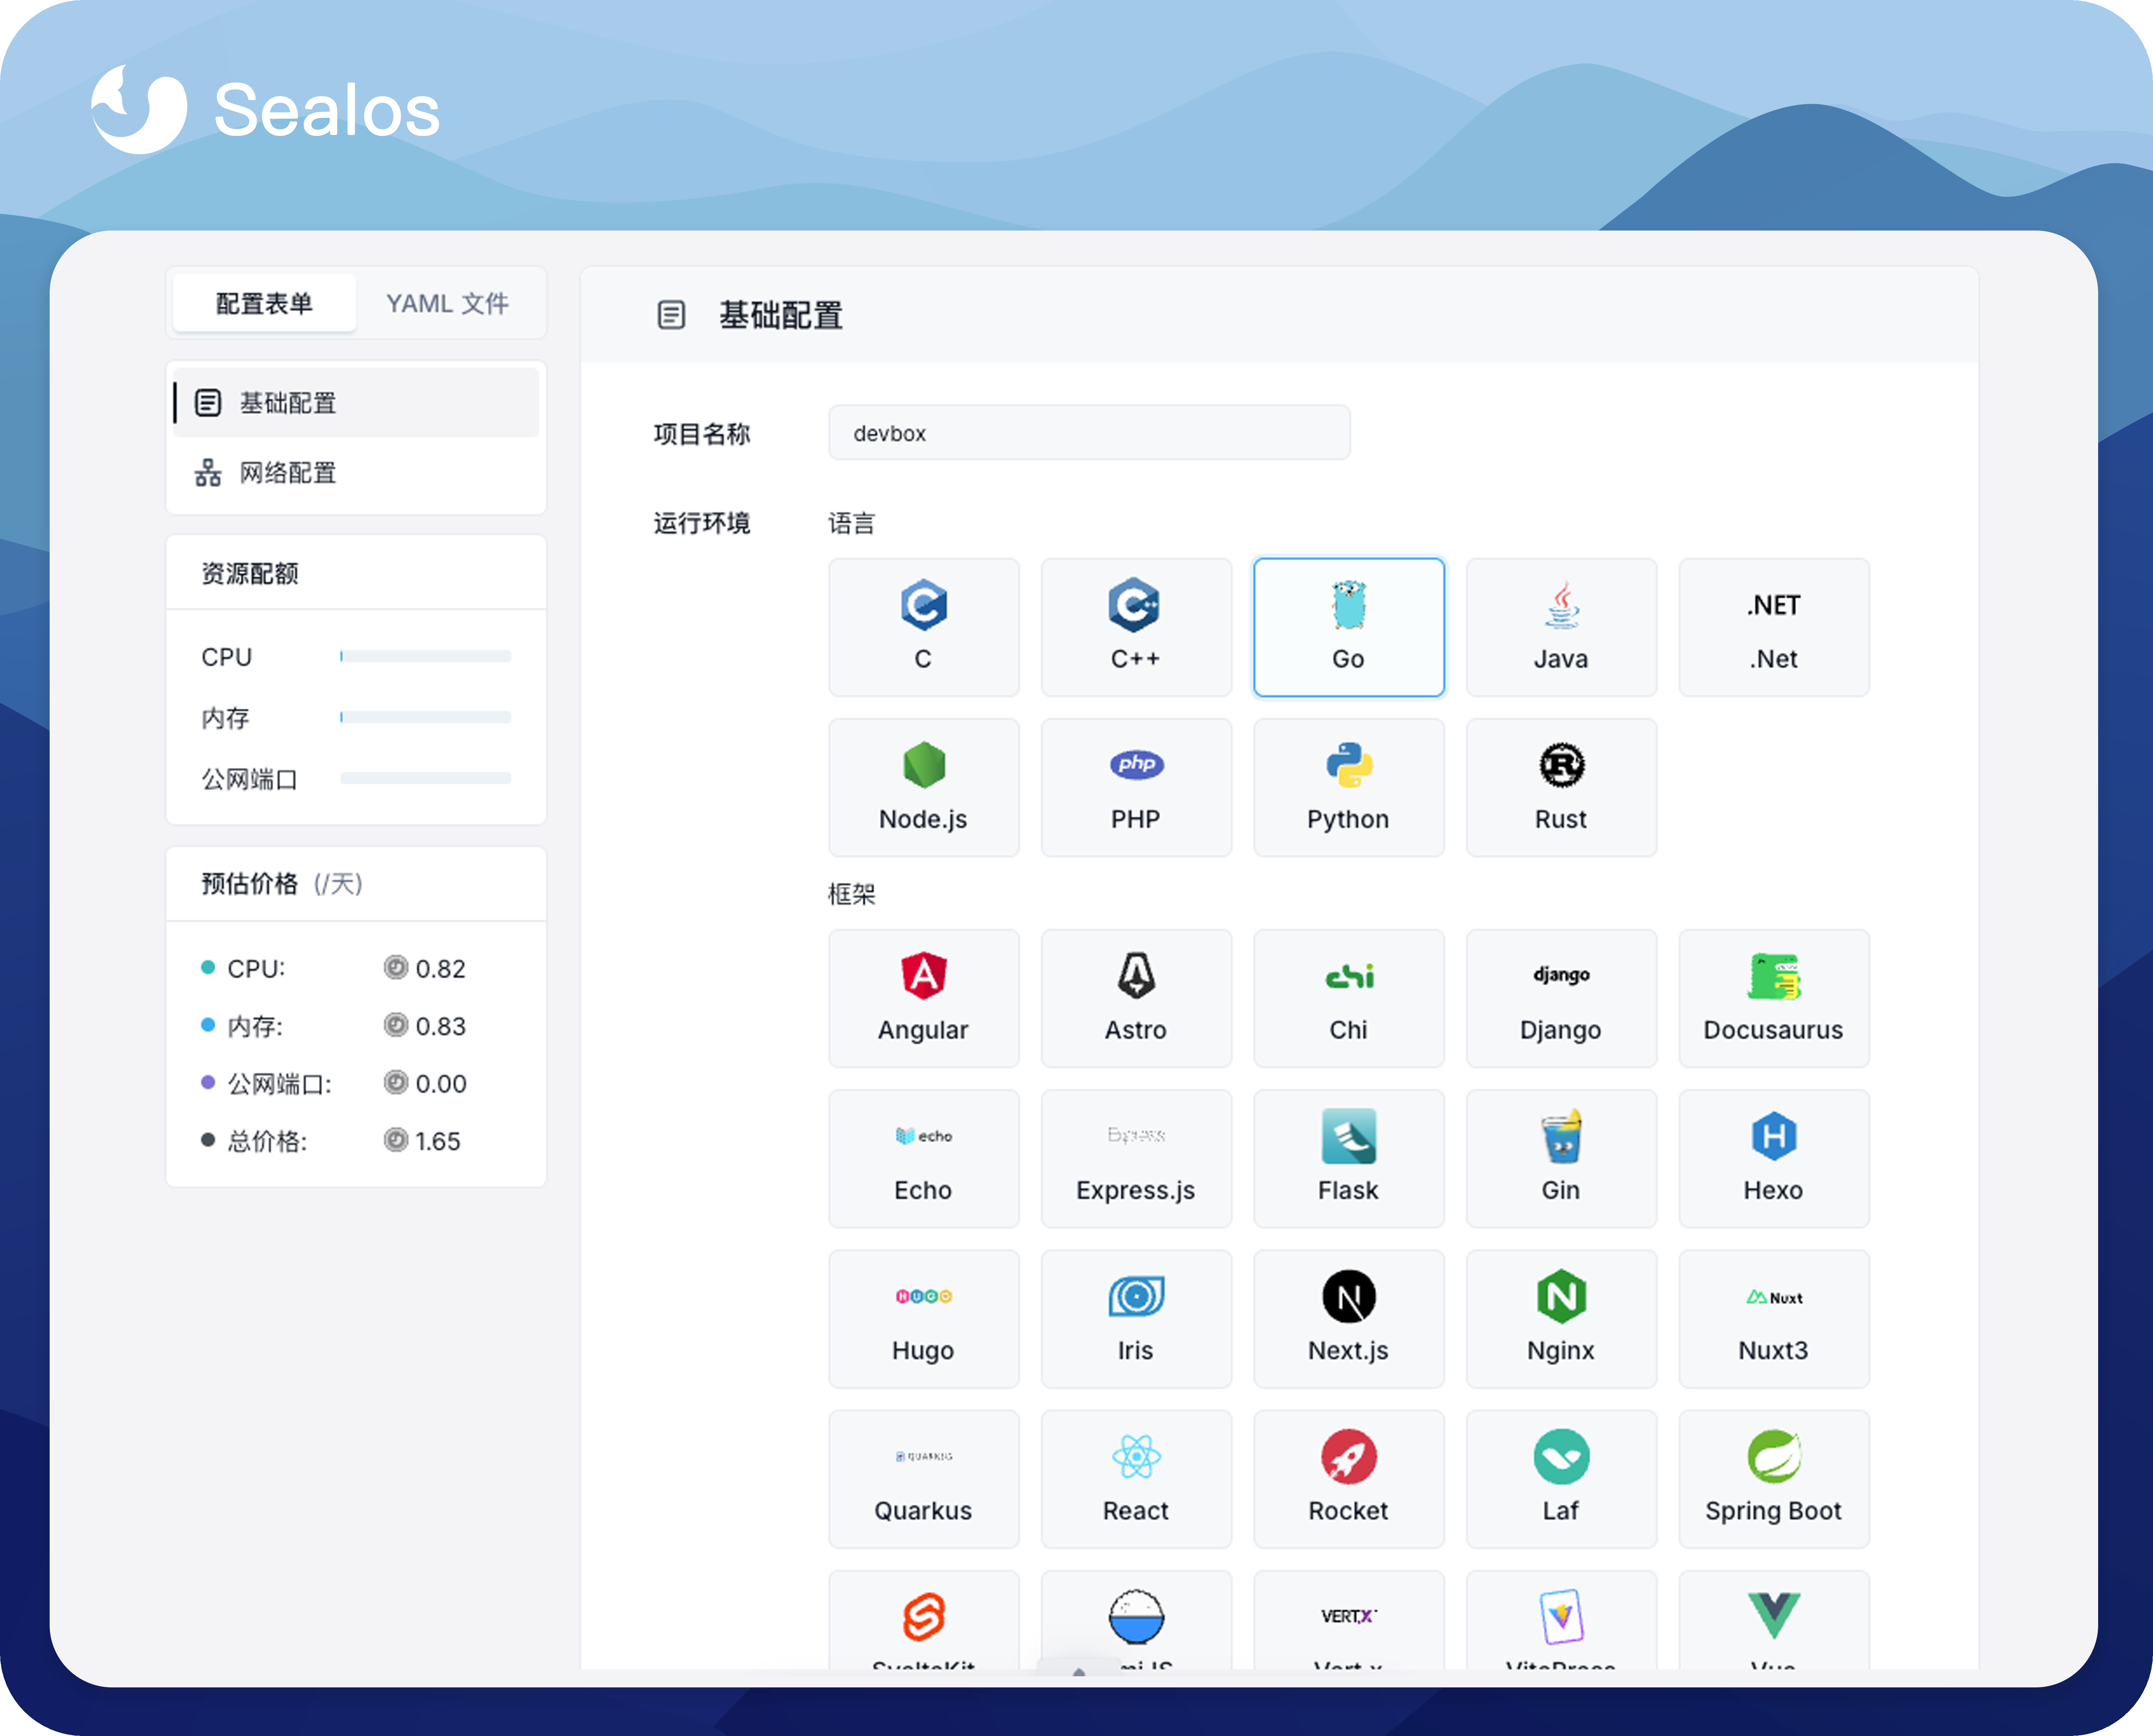 Sealos
配置表单 YAML 文件
基础配置
网络配置
资源配额
CPU
内存
公网端口
预估价格 (/天)
CPU: 0.82
内存: 0.83
公网端口: 0.00
总价格: 1.65
基础配置
项目名称 devbox
运行环境 语言
.NET
C C++ Go Java .Net
php
Node.js PHP Python Rust
框架
chi django
Angular Astro Chi Django Docusaurus
echo Express
Echo Express.js Flask Gin Hexo
HUGO Nuxt
Hugo Iris Next.js Nginx Nuxt3
QUARKUS
Quarkus React Rocket Laf Spring Boot
VERT.X
SvelteKit Vert.x VitePress Vue